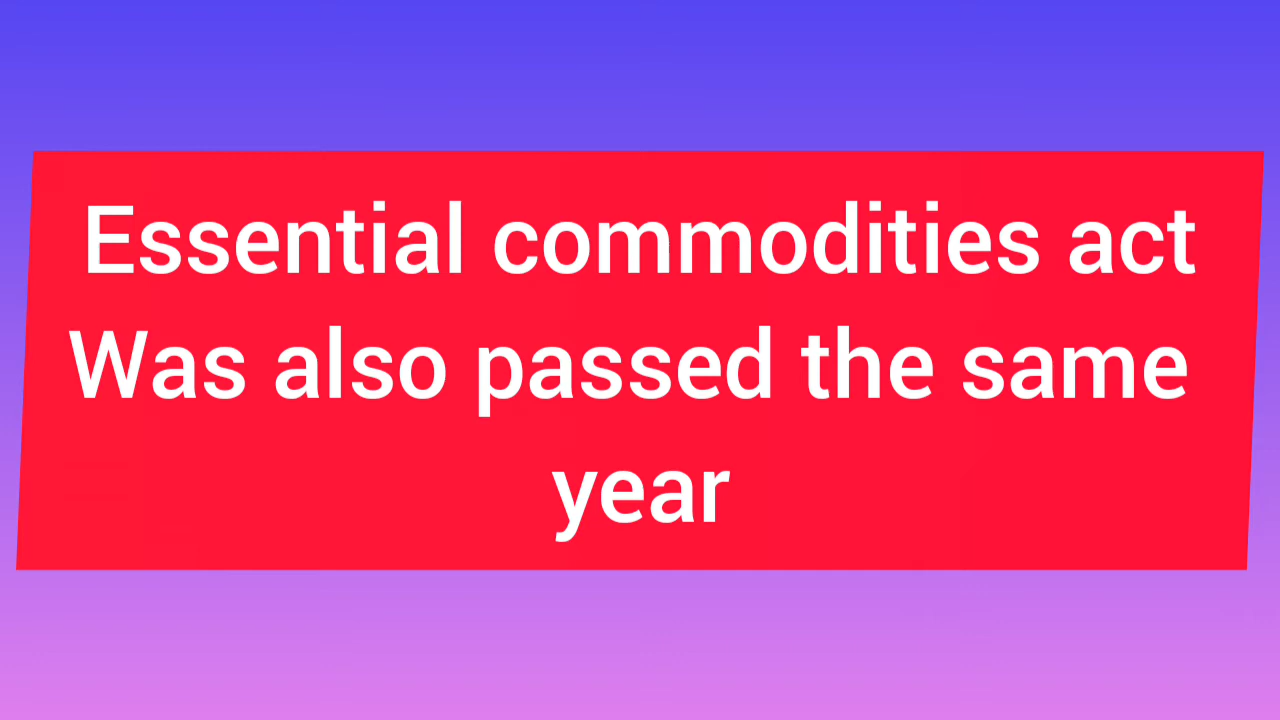 Essential commodities act
Was also passed the same
year